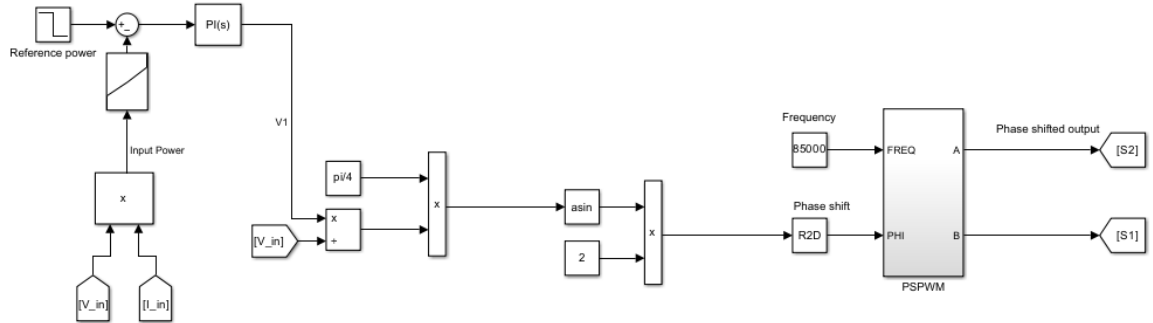 Reference power
+
−
PI(s)
V1
Input Power
x
[V_in]
[I_in]
pi/4
x
÷
[V_in]
x
asin
2
x
Frequency
85000
Phase shift
R2D
FREQ
PHI
A
B
PSPWM
Phase shifted output
[S2]
[S1]